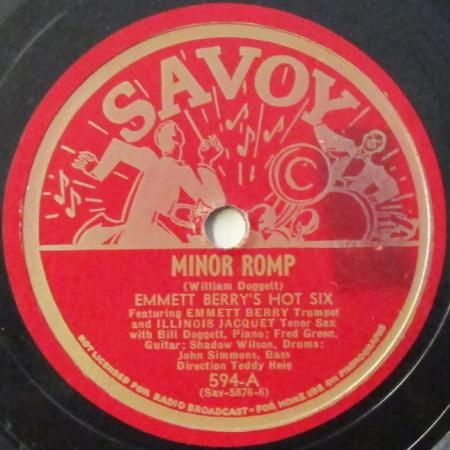 SAVOY
C
MINOR ROMP
(William Doggett)
EMMETT BERRY'S HOT SIX
Featuring EMMETT BERRY Trumpet
and ILLINOIS JACQUET Tenor Sax
with Bill Doggett, Piano; Fred Green,
Guitar; Shadow Wilson, Drums;
John Simmons, Bass
Direction Teddy Reig
594-A
(Sav-5876-6)
NOT LICENSED FOR RADIO BROADCAST • FOR HOME USE ON PHONOGRAPHS